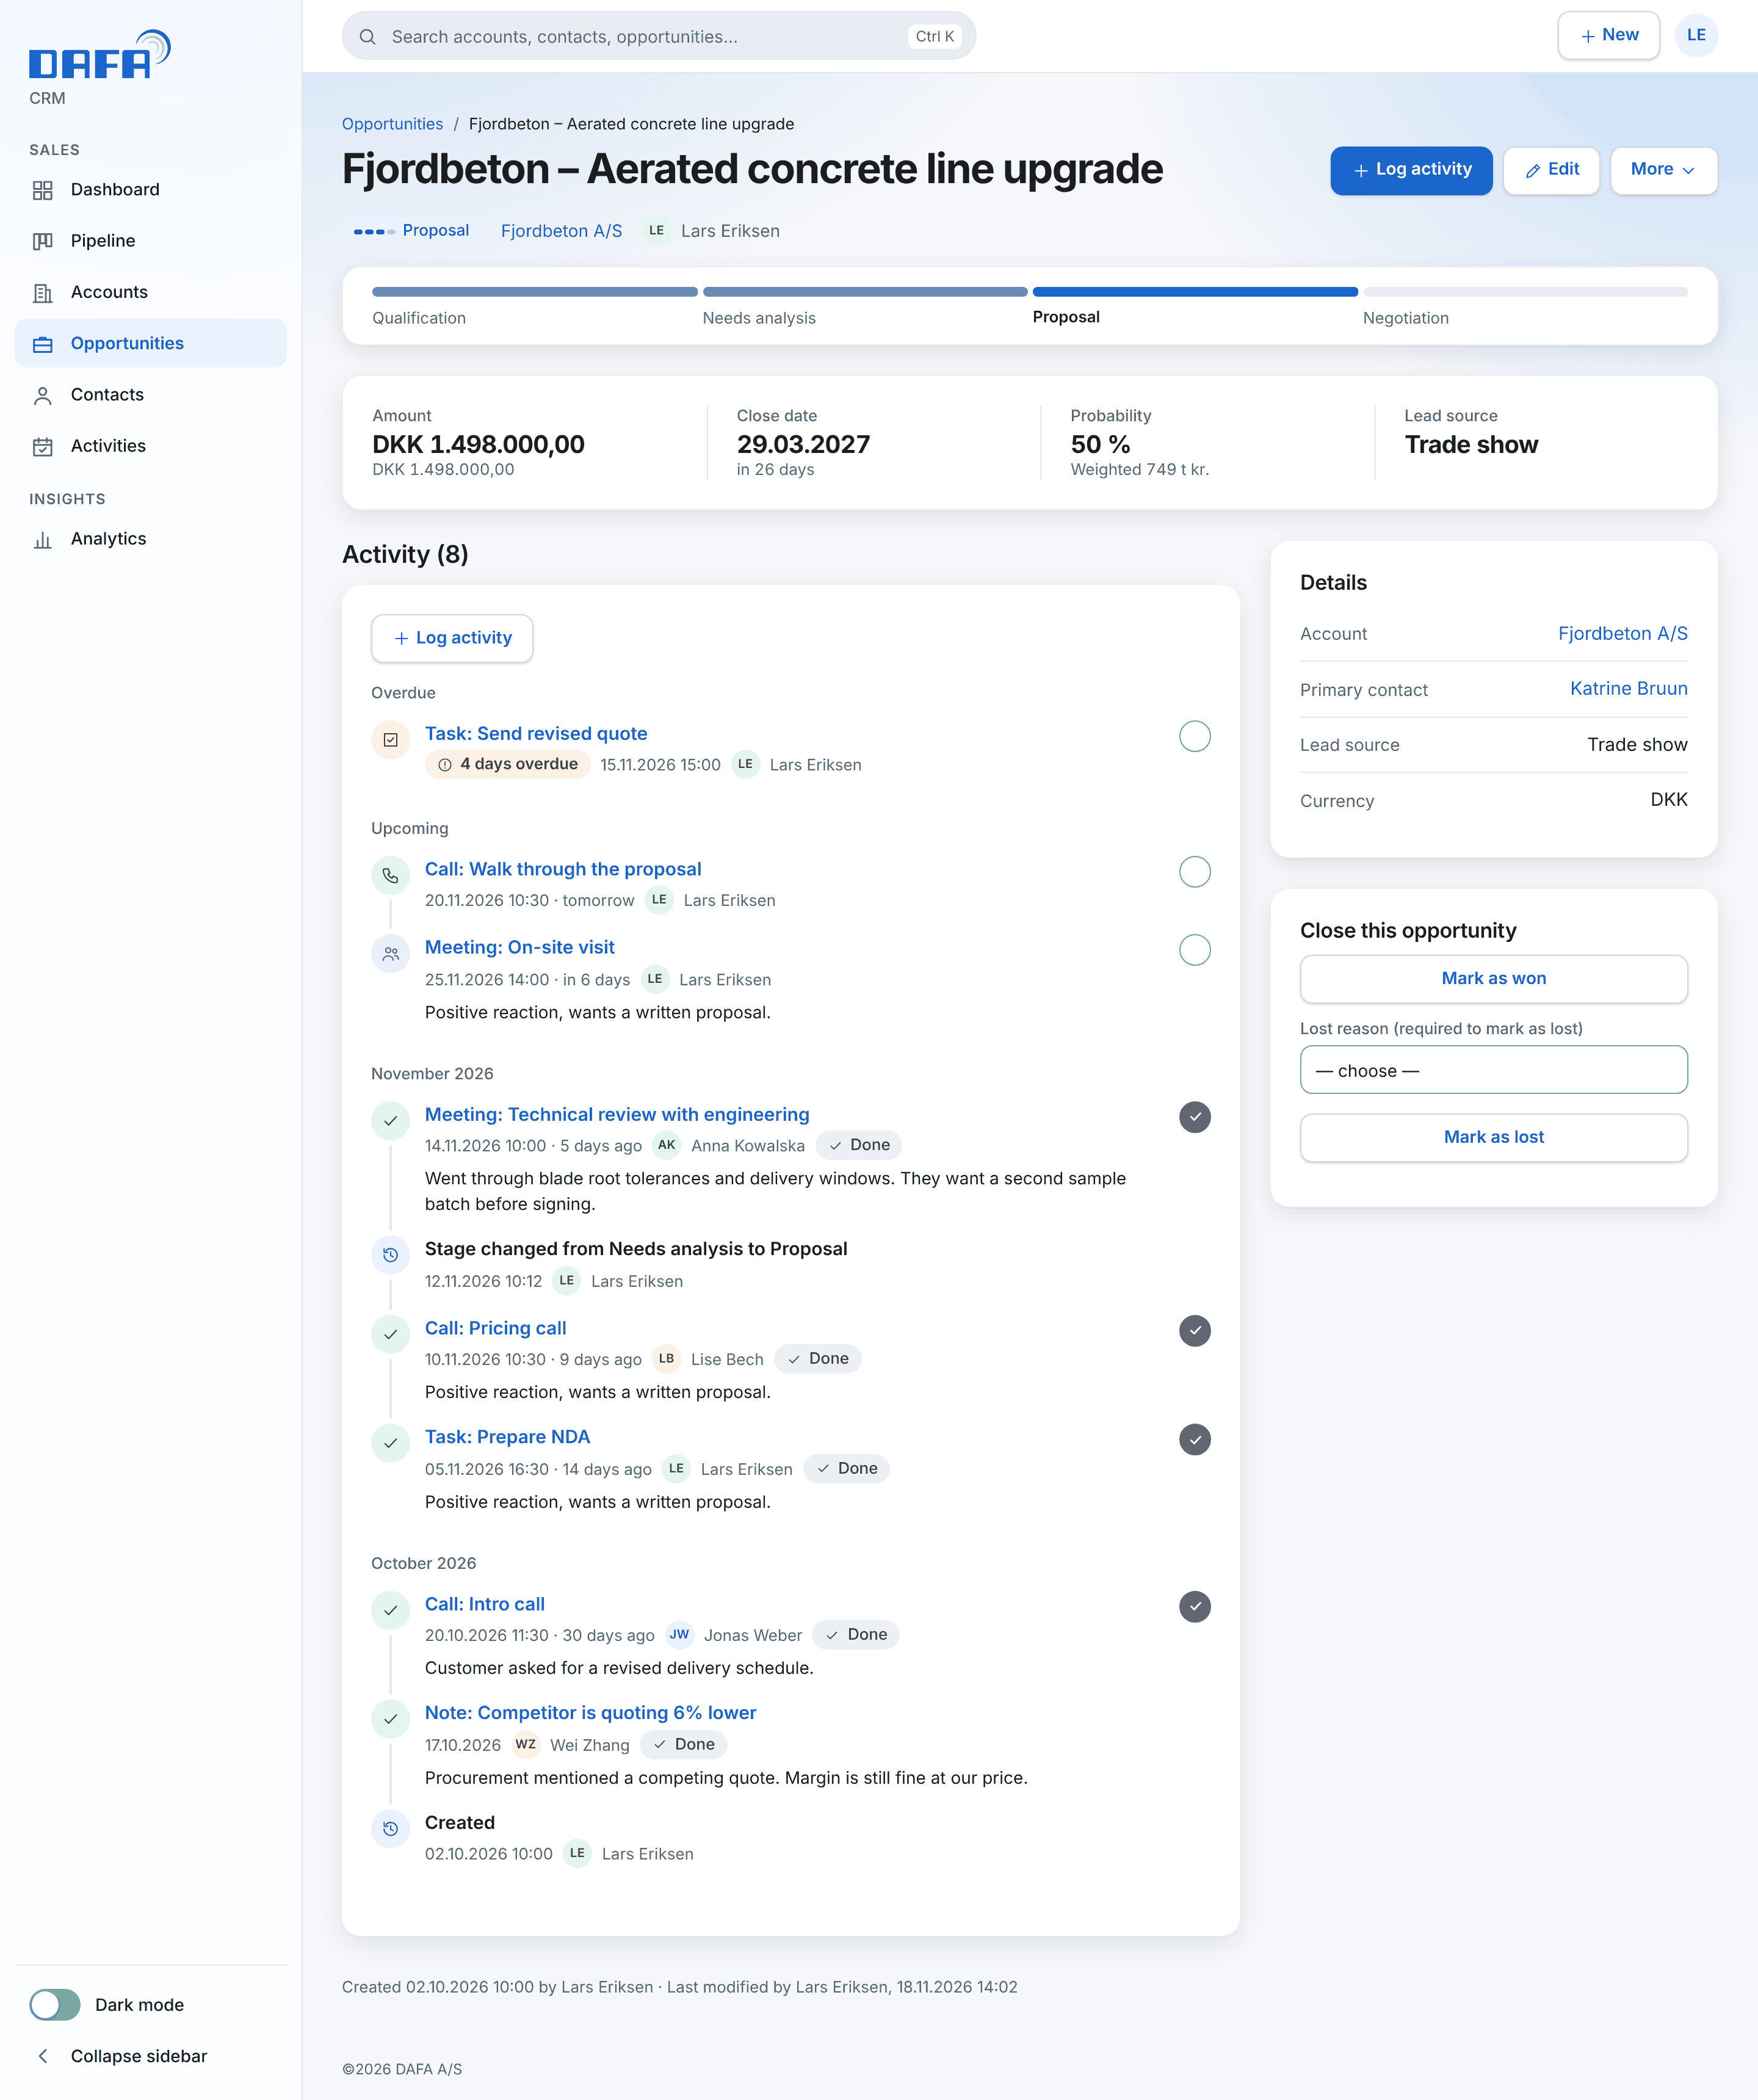 DAFA
CRM
SALES
Dashboard
Pipeline
Accounts
Opportunities
Contacts
Activities
INSIGHTS
Analytics
Dark mode
Collapse sidebar
Search accounts, contacts, opportunities...
Ctrl K
+ New
LE
Opportunities / Fjordbeton – Aerated concrete line upgrade
Fjordbeton – Aerated concrete line upgrade
+ Log activity
Edit
More
Proposal Fjordbeton A/S LE Lars Eriksen
Qualification
Needs analysis
Proposal
Negotiation
Amount
DKK 1.498.000,00
DKK 1.498.000,00
Close date
29.03.2027
in 26 days
Probability
50 %
Weighted 749 t kr.
Lead source
Trade show
Activity (8)
+ Log activity
Overdue
Task: Send revised quote
4 days overdue 15.11.2026 15:00 LE Lars Eriksen
Upcoming
Call: Walk through the proposal
20.11.2026 10:30 · tomorrow LE Lars Eriksen
Meeting: On-site visit
25.11.2026 14:00 · in 6 days LE Lars Eriksen
Positive reaction, wants a written proposal.
November 2026
Meeting: Technical review with engineering
14.11.2026 10:00 · 5 days ago AK Anna Kowalska Done
Went through blade root tolerances and delivery windows. They want a second sample
batch before signing.
Stage changed from Needs analysis to Proposal
12.11.2026 10:12 LE Lars Eriksen
Call: Pricing call
10.11.2026 10:30 · 9 days ago LB Lise Bech Done
Positive reaction, wants a written proposal.
Task: Prepare NDA
05.11.2026 16:30 · 14 days ago LE Lars Eriksen Done
Positive reaction, wants a written proposal.
October 2026
Call: Intro call
20.10.2026 11:30 · 30 days ago JW Jonas Weber Done
Customer asked for a revised delivery schedule.
Note: Competitor is quoting 6% lower
17.10.2026 WZ Wei Zhang Done
Procurement mentioned a competing quote. Margin is still fine at our price.
Created
02.10.2026 10:00 LE Lars Eriksen
Details
Account Fjordbeton A/S
Primary contact Katrine Bruun
Lead source Trade show
Currency DKK
Close this opportunity
Mark as won
Lost reason (required to mark as lost)
— choose —
Mark as lost
Created 02.10.2026 10:00 by Lars Eriksen · Last modified by Lars Eriksen, 18.11.2026 14:02
©2026 DAFA A/S